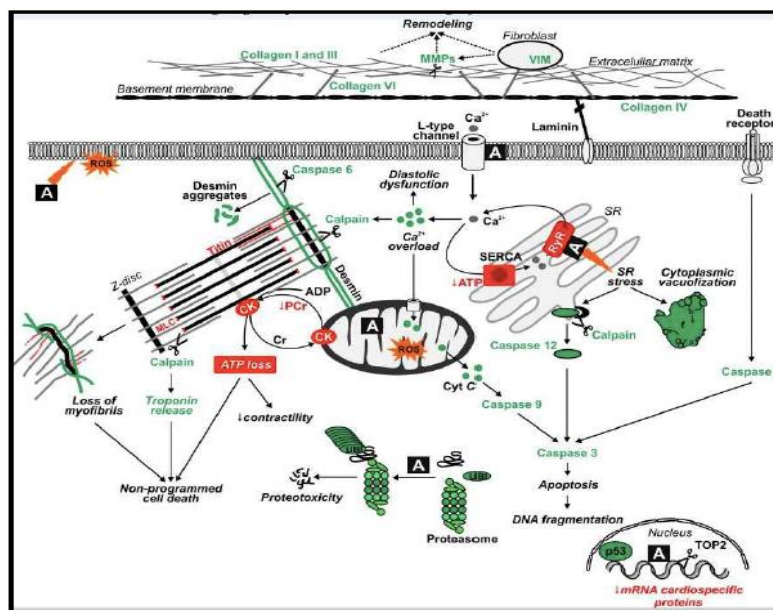 Remodeling
Fibroblast
Collagen I and III
MMPs
VIM
Extracellular matrix
Collagen VI
Basement membrane
Collagen IV
Ca2+
L-type
channel
A
Laminin
Death
receptor
ROS
A
Caspase 6
Desmin
aggregates
Diastolic
dysfunction
Calpain
Ca2+
overload
Ca2+
SR
RyR
A
SERCA
↓ATP
SR
stress
Cytoplasmic
vacuolization
Titin
Z-disc
Desmin
ADP
↓PCr
MLC
CK
CK
Cr
A
ROS
Calpain
Caspase 12
Calpain
ATP loss
Cyt C
Caspase
Loss of
myofibrils
Troponin
release
↓contractility
Caspase 9
Caspase 3
UBI
A
UBI
Non-programmed
cell death
Proteotoxicity
Proteasome
Apoptosis
DNA fragmentation
Nucleus
p53
A
TOP2
↓mRNA cardiospecific
proteins